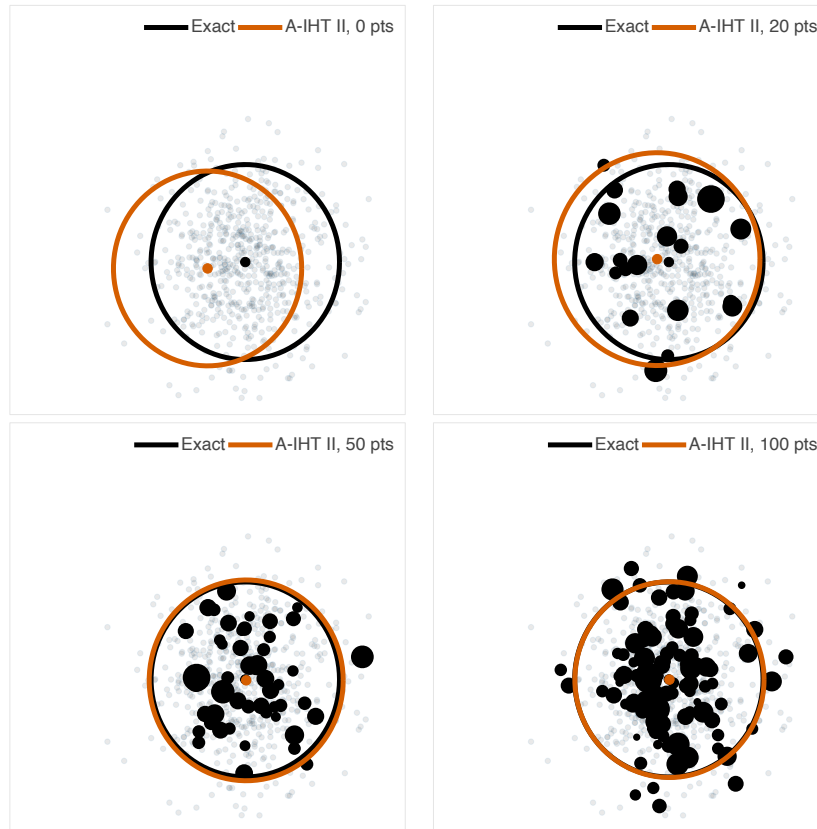 Exact A-IHT II, 0 pts
Exact A-IHT II, 20 pts
Exact A-IHT II, 50 pts
Exact A-IHT II, 100 pts